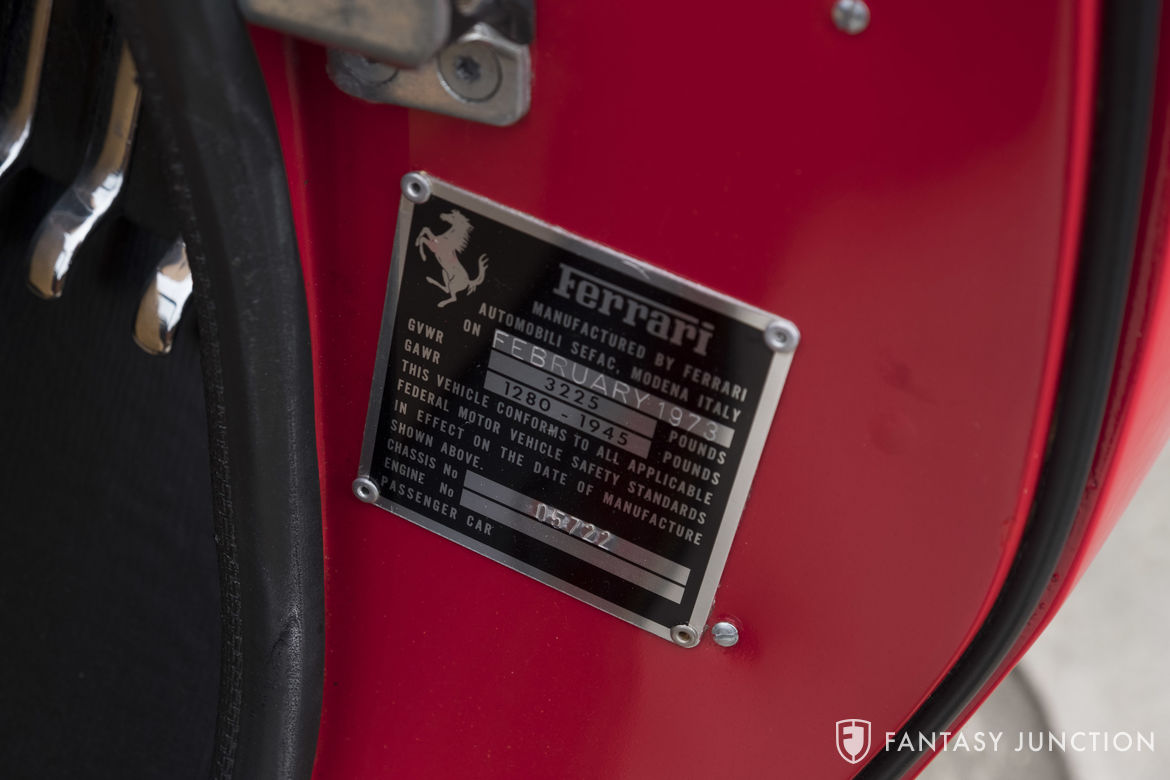 Ferrari
MANUFACTURED BY FERRARI
AUTOMOBILI SEFAC, MODENA ITALY
ON FEBRUARY 1973
GVWR 3225 POUNDS
GAWR 1280 - 1945 POUNDS
THIS VEHICLE CONFORMS TO ALL APPLICABLE
FEDERAL MOTOR VEHICLE SAFETY STANDARDS
IN EFFECT ON THE DATE OF MANUFACTURE
SHOWN ABOVE.
CHASSIS No 05722
ENGINE No
PASSENGER CAR
FANTASY JUNCTION